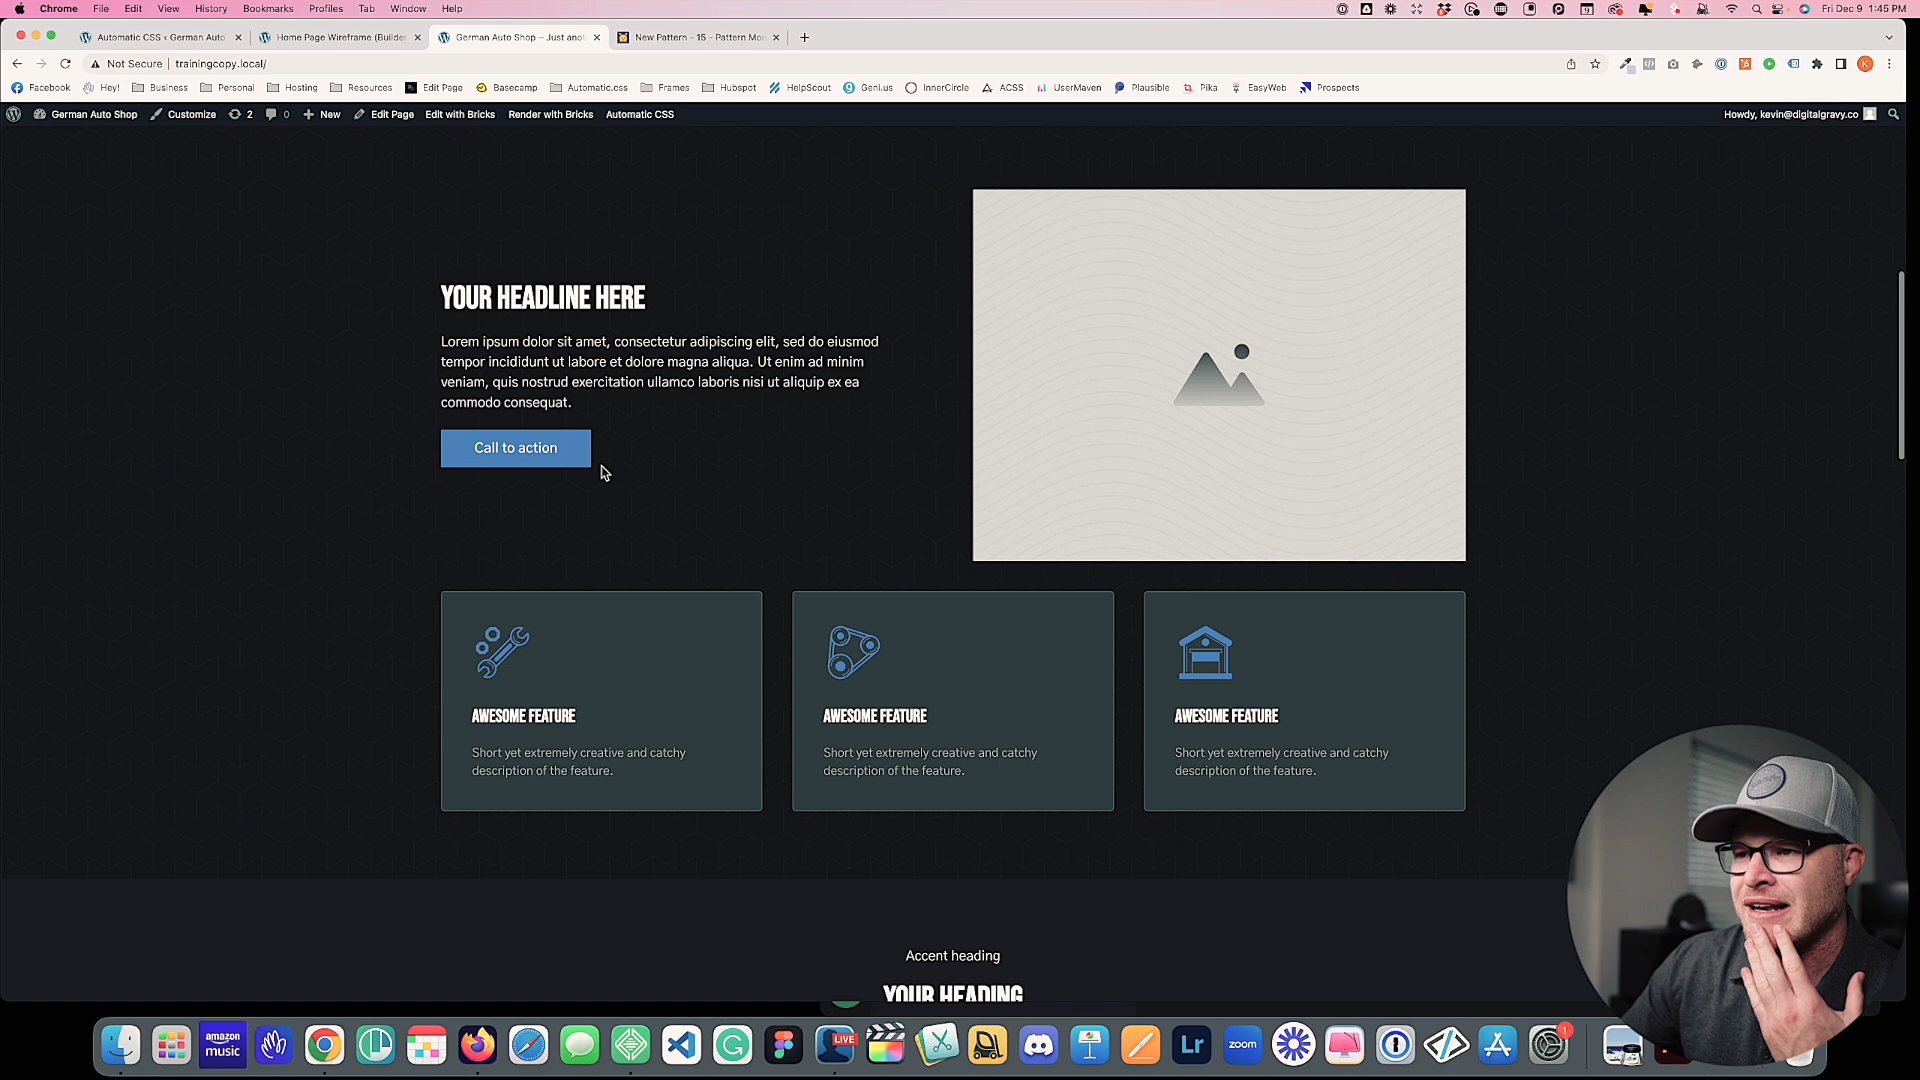 Chrome File Edit View History Bookmarks Profiles Tab Window Help
Fri Dec 9 1:45 PM
Automatic CSS ‹ German Auto
Home Page Wireframe (Builder
German Auto Shop – Just anot
New Pattern - 15 - Pattern Mon
Not Secure trainingcopy.local/
Facebook Hey! Business Personal Hosting Resources Edit Page Basecamp Automatic.css Frames Hubspot HelpScout Geni.us InnerCircle ACSS UserMaven Plausible Pika EasyWeb Prospects
German Auto Shop Customize 2 0 New Edit Page Edit with Bricks Render with Bricks Automatic CSS
Howdy, kevin@digitalgravy.co
YOUR HEADLINE HERE
Lorem ipsum dolor sit amet, consectetur adipiscing elit, sed do eiusmod
tempor incididunt ut labore et dolore magna aliqua. Ut enim ad minim
veniam, quis nostrud exercitation ullamco laboris nisi ut aliquip ex ea
commodo consequat.
Call to action
AWESOME FEATURE
Short yet extremely creative and catchy
description of the feature.
AWESOME FEATURE
Short yet extremely creative and catchy
description of the feature.
AWESOME FEATURE
Short yet extremely creative and catchy
description of the feature.
Accent heading
YOUR HEADING
amazon
music
LIVE
Lr
zoom
1